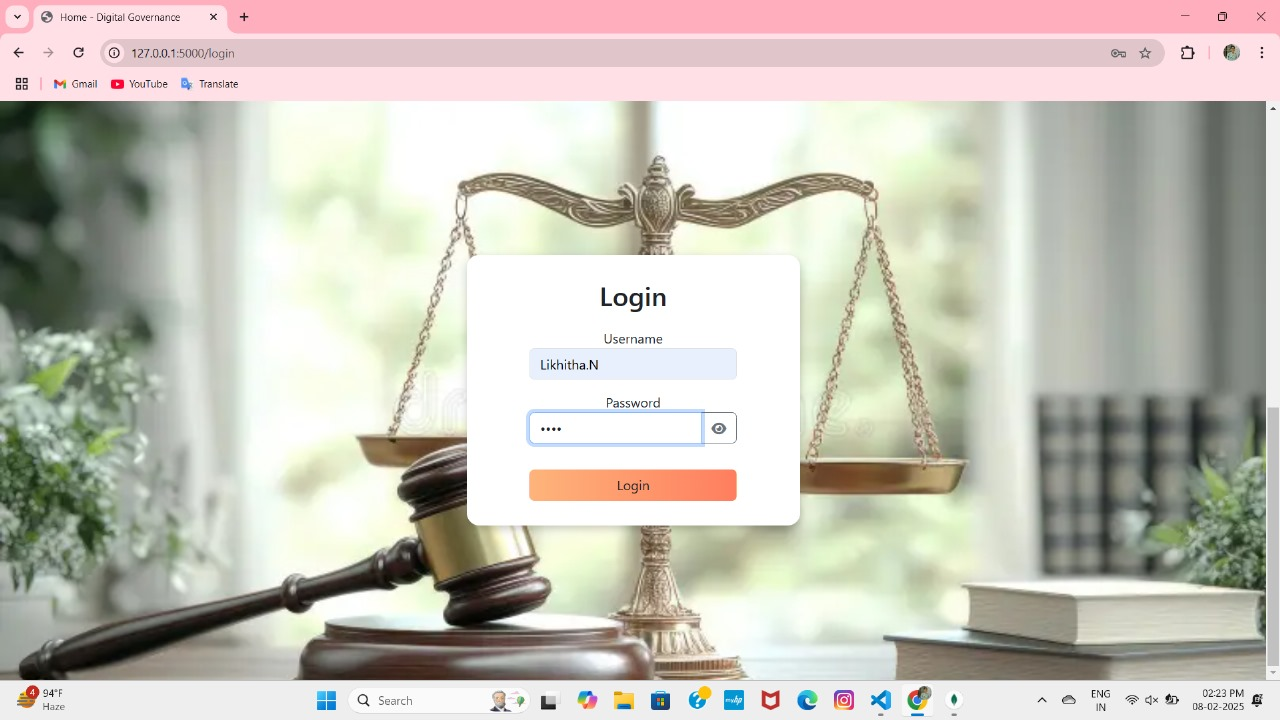 Home - Digital Governance
127.0.0.1:5000/login
Gmail
YouTube
Translate
Login
Username
Likhitha.N
Password
••••
Login
4
94°F
Haze
Search
ENG
IN
02:23 PM
-02-2025